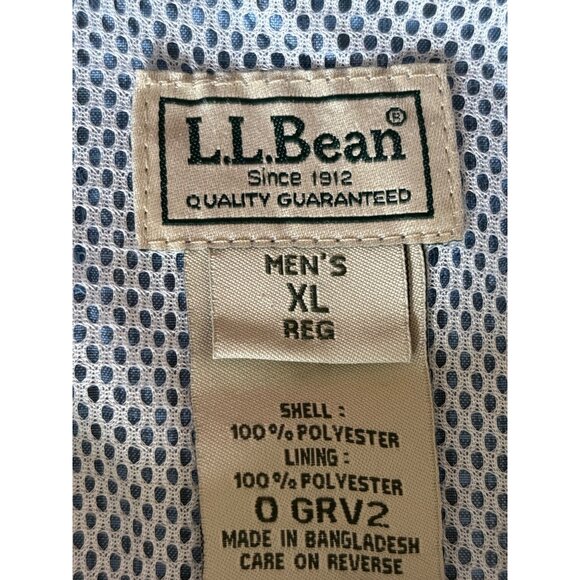 L.L.Bean®
Since 1912
QUALITY GUARANTEED
MEN'S
XL
REG
SHELL :
100% POLYESTER
LINING :
100% POLYESTER
0 GRV2
MADE IN BANGLADESH
CARE ON REVERSE